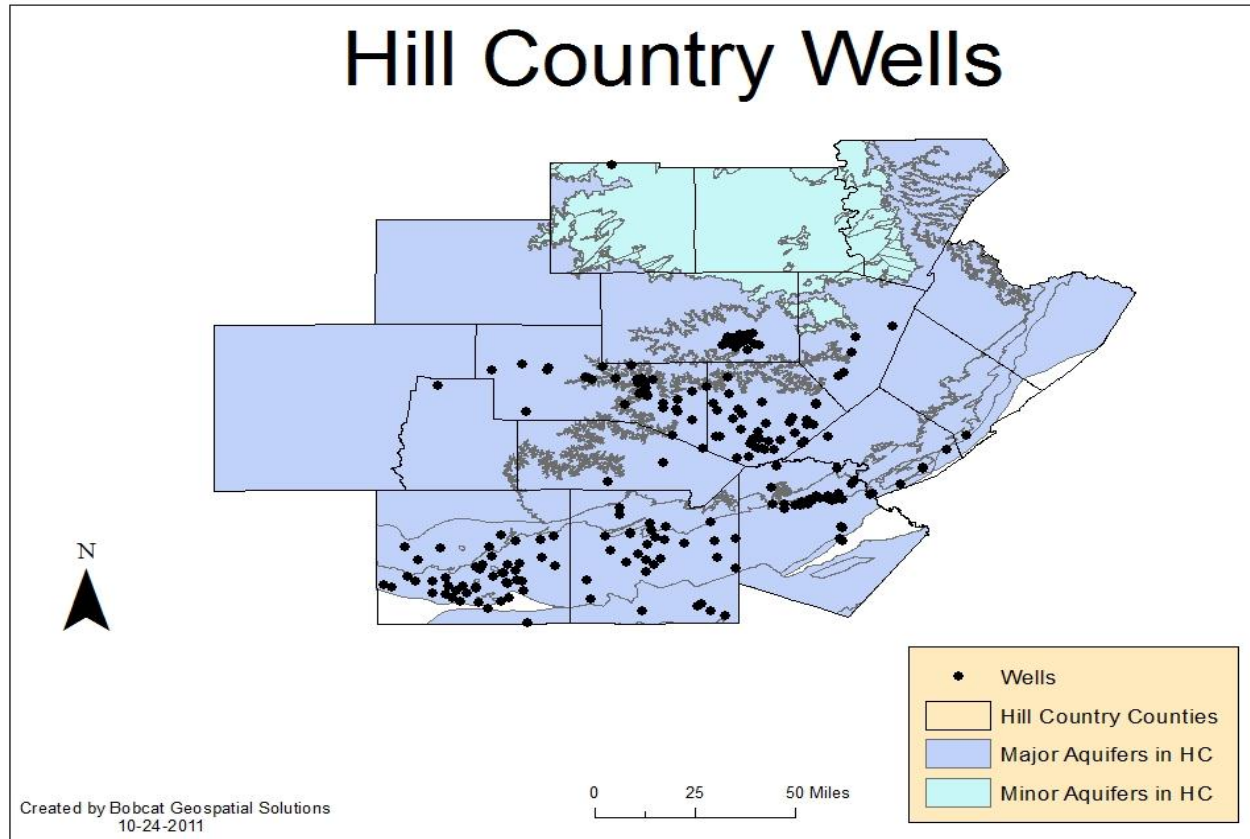 Hill Country Wells
N
Wells
Hill Country Counties
Major Aquifers in HC
Minor Aquifers in HC
0 25 50 Miles
Created by Bobcat Geospatial Solutions
10-24-2011